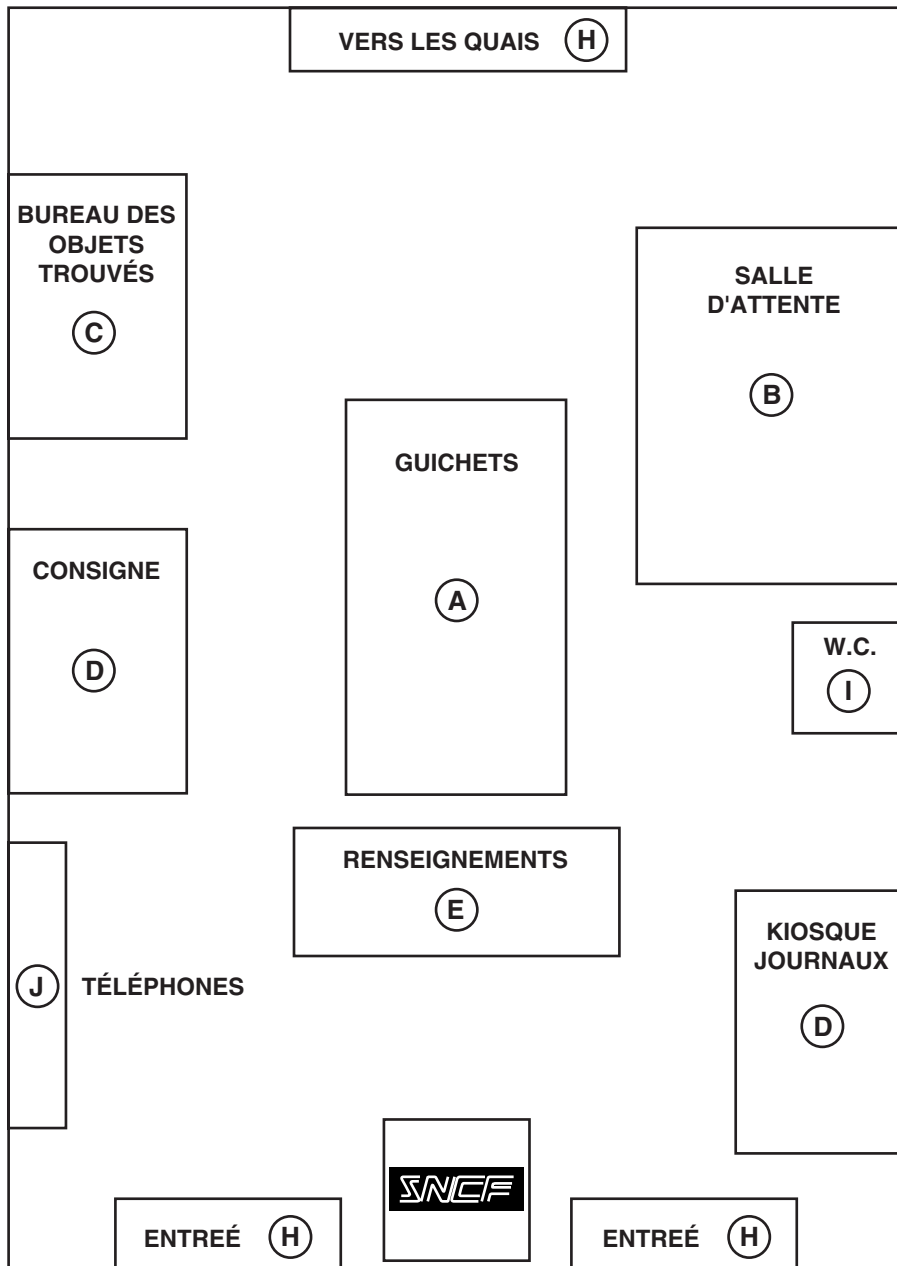 VERS LES QUAIS H
BUREAU DES
OBJETS
TROUVÉS
C
SALLE
D'ATTENTE
B
GUICHETS
A
CONSIGNE
D
W.C.
I
RENSEIGNEMENTS
E
KIOSQUE
JOURNAUX
D
J TÉLÉPHONES
SNCF
ENTREÉ H
ENTREÉ H